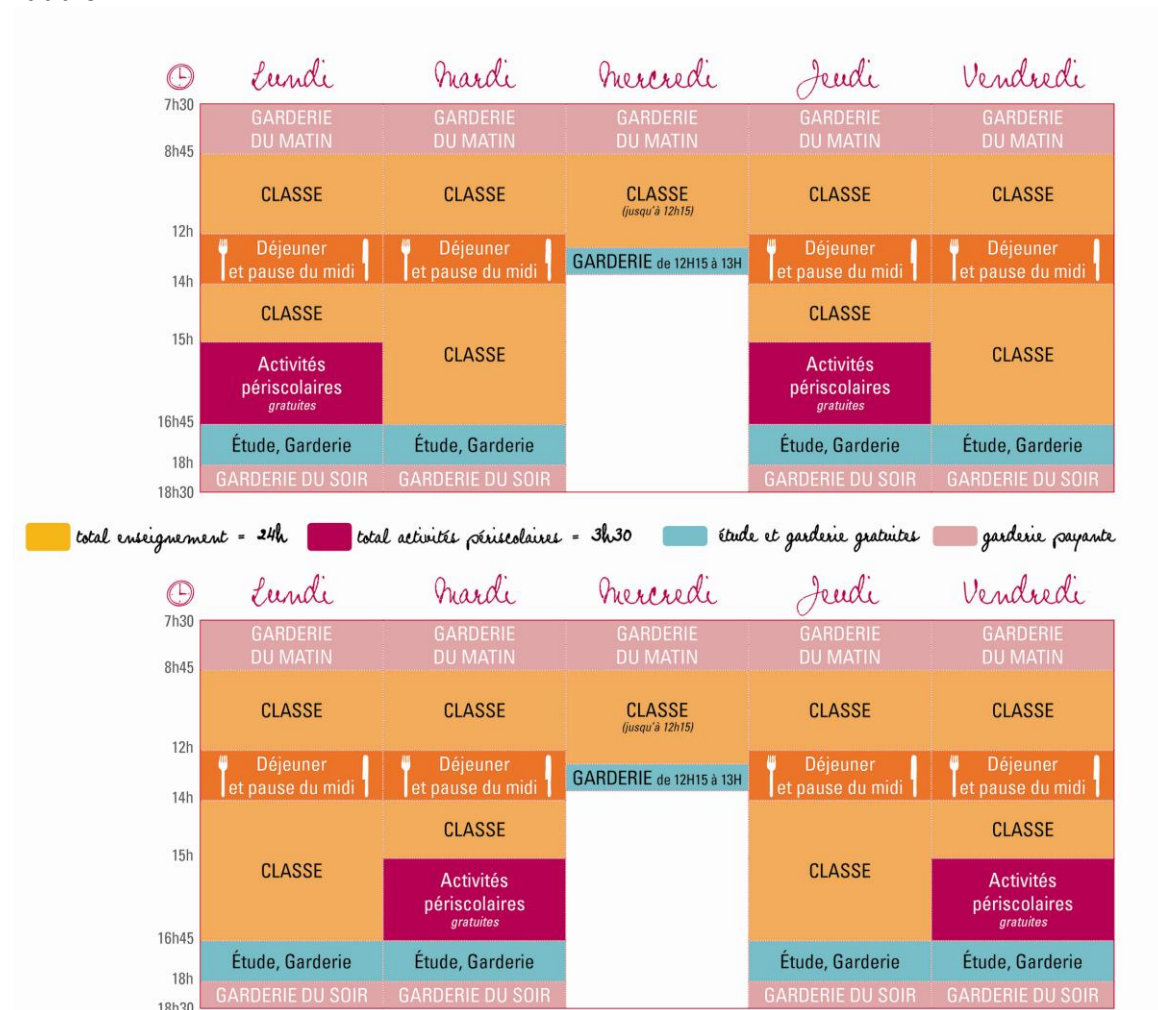 Lundi Mardi Mercredi Jeudi Vendredi
7h30
GARDERIE GARDERIE GARDERIE GARDERIE GARDERIE
DU MATIN DU MATIN DU MATIN DU MATIN DU MATIN
8h45
CLASSE CLASSE CLASSE CLASSE CLASSE
(jusqu'à 12h15)
12h
Déjeuner Déjeuner Déjeuner Déjeuner
et pause du midi et pause du midi GARDERIE de 12H15 à 13H et pause du midi et pause du midi
14h
CLASSE CLASSE
15h
CLASSE CLASSE
Activités Activités
périscolaires périscolaires
gratuites gratuites
16h45
Étude, Garderie Étude, Garderie Étude, Garderie Étude, Garderie
18h
GARDERIE DU SOIR GARDERIE DU SOIR GARDERIE DU SOIR GARDERIE DU SOIR
18h30
total enseignement = 24h total activités périscolaires = 3h30 étude et garderie gratuites garderie payante
Lundi Mardi Mercredi Jeudi Vendredi
7h30
GARDERIE GARDERIE GARDERIE GARDERIE GARDERIE
DU MATIN DU MATIN DU MATIN DU MATIN DU MATIN
8h45
CLASSE CLASSE CLASSE CLASSE CLASSE
(jusqu'à 12h15)
12h
Déjeuner Déjeuner Déjeuner Déjeuner
et pause du midi et pause du midi GARDERIE de 12H15 à 13H et pause du midi et pause du midi
14h
CLASSE CLASSE
15h
CLASSE CLASSE
Activités Activités
périscolaires périscolaires
gratuites gratuites
16h45
Étude, Garderie Étude, Garderie Étude, Garderie Étude, Garderie
18h
GARDERIE DU SOIR GARDERIE DU SOIR GARDERIE DU SOIR GARDERIE DU SOIR
18h30